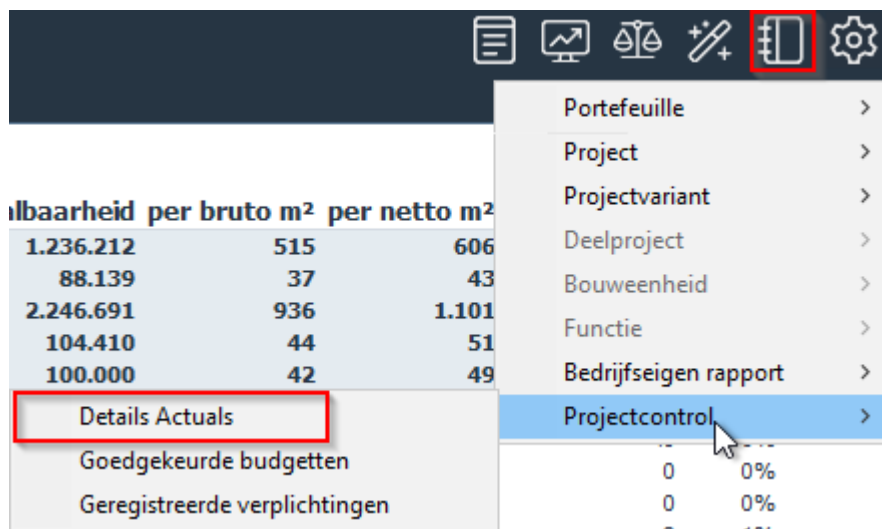 Portefeuille
Project
Projectvariant
Deelproject
Bouweenheid
Functie
Bedrijfseigen rapport
Projectcontrol
per bruto m² per netto m²
1.236.212 515 606
88.139 37 43
2.246.691 936 1.101
104.410 44 51
100.000 42 49
Details Actuals
Goedgekeurde budgetten
Geregistreerde verplichtingen
0 0%
0 0%